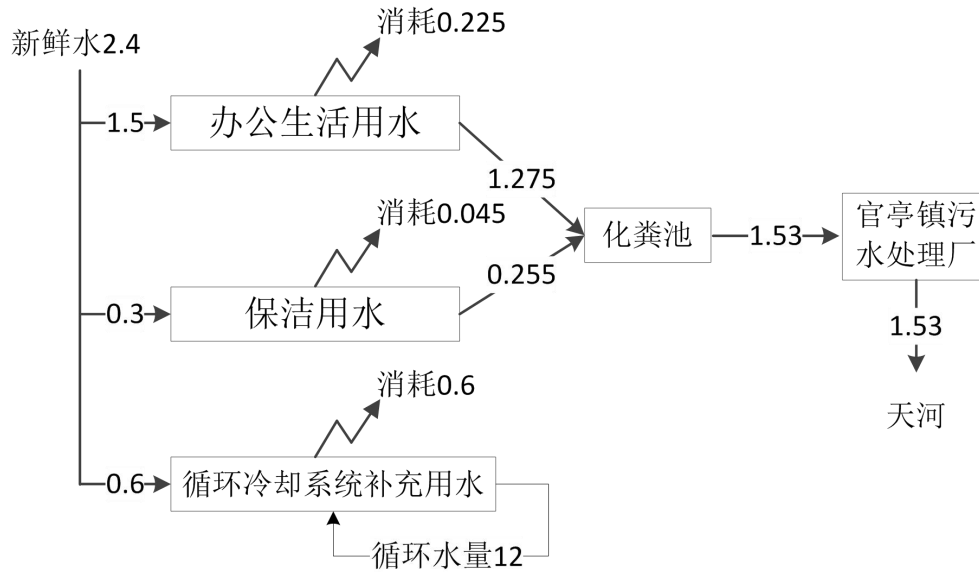 消耗0.225
新鲜水2.4
1.5
办公生活用水
1.275
消耗0.045
化粪池
1.53
官亭镇污
水处理厂
0.255
0.3
保洁用水
1.53
消耗0.6
天河
0.6
循环冷却系统补充用水
循环水量12